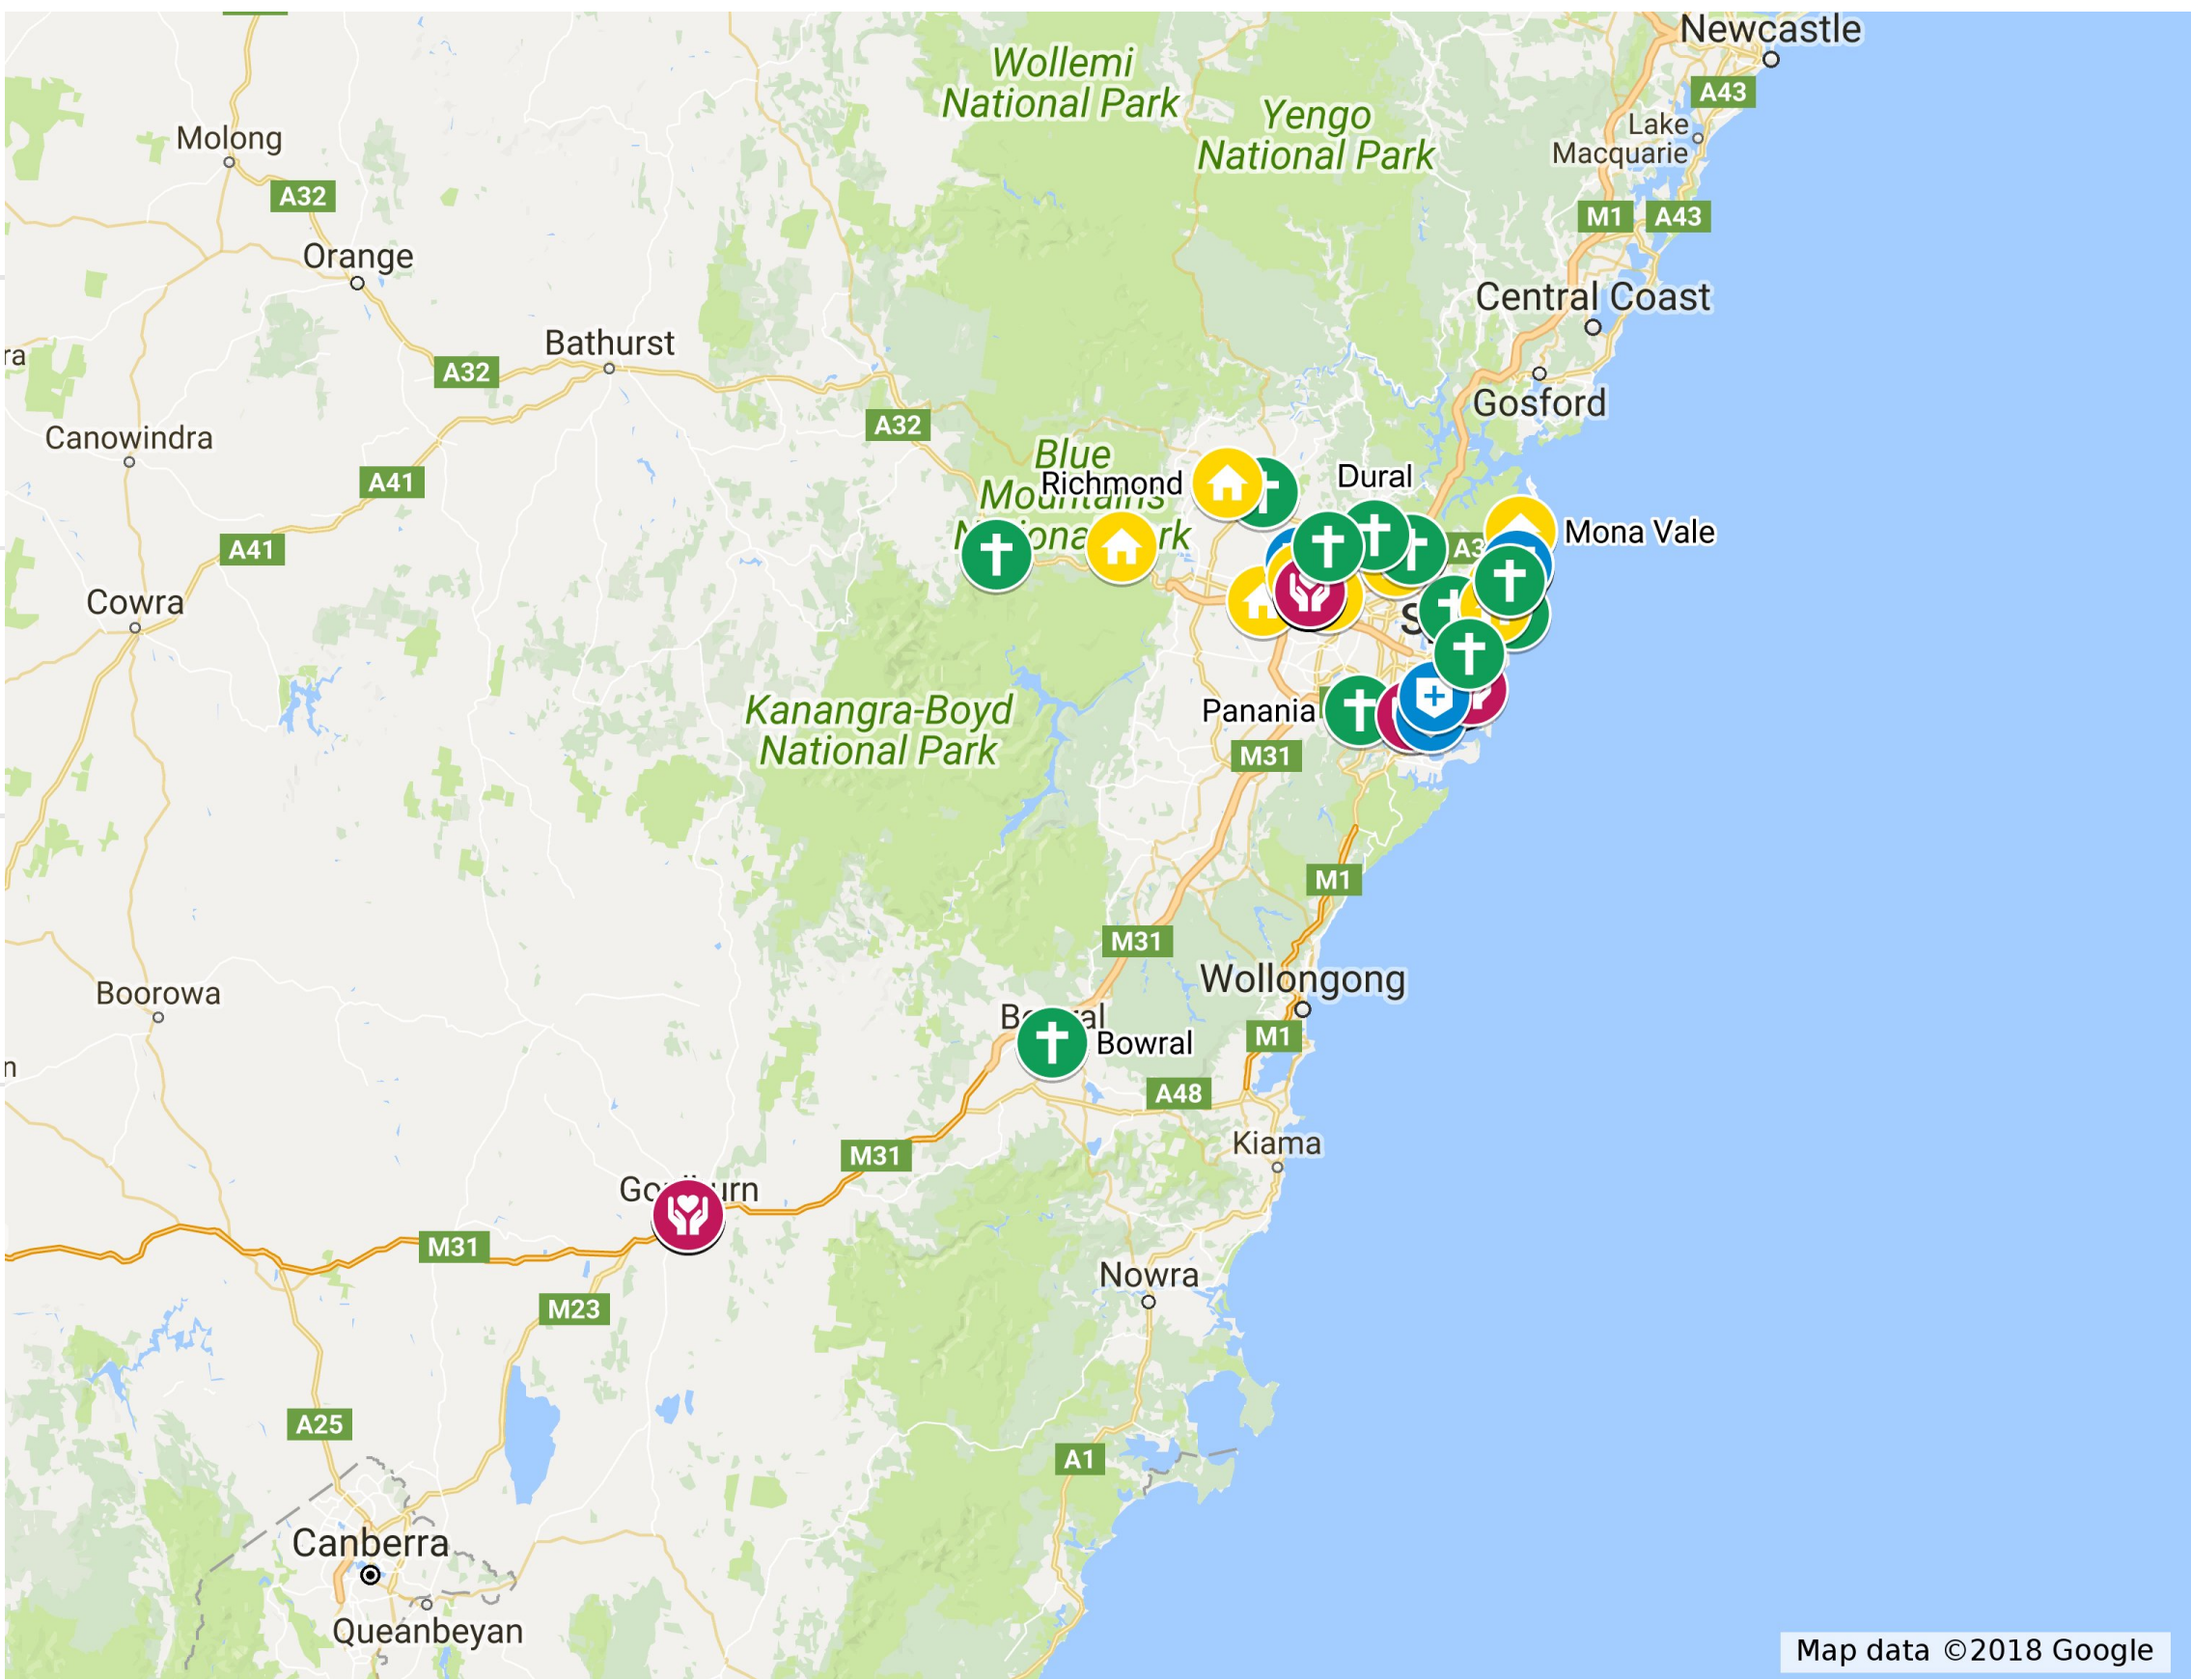 Newcastle
Wollemi
National Park
A43
Yengo
National Park
Lake
Macquarie
Molong
A32
M1
A43
Orange
Central Coast
Bathurst
ra
A32
Gosford
A32
Canowindra
Blue
Mountains
Richmond
Dural
A41
Mona Vale
A41
Cowra
Kanangra-Boyd
National Park
Panania
M31
M1
M31
Wollongong
Boorowa
Bowral
M1
n
A48
Kiama
M31
M31
Nowra
M23
A25
A1
Canberra
Queanbeyan
Map data ©2018 Google